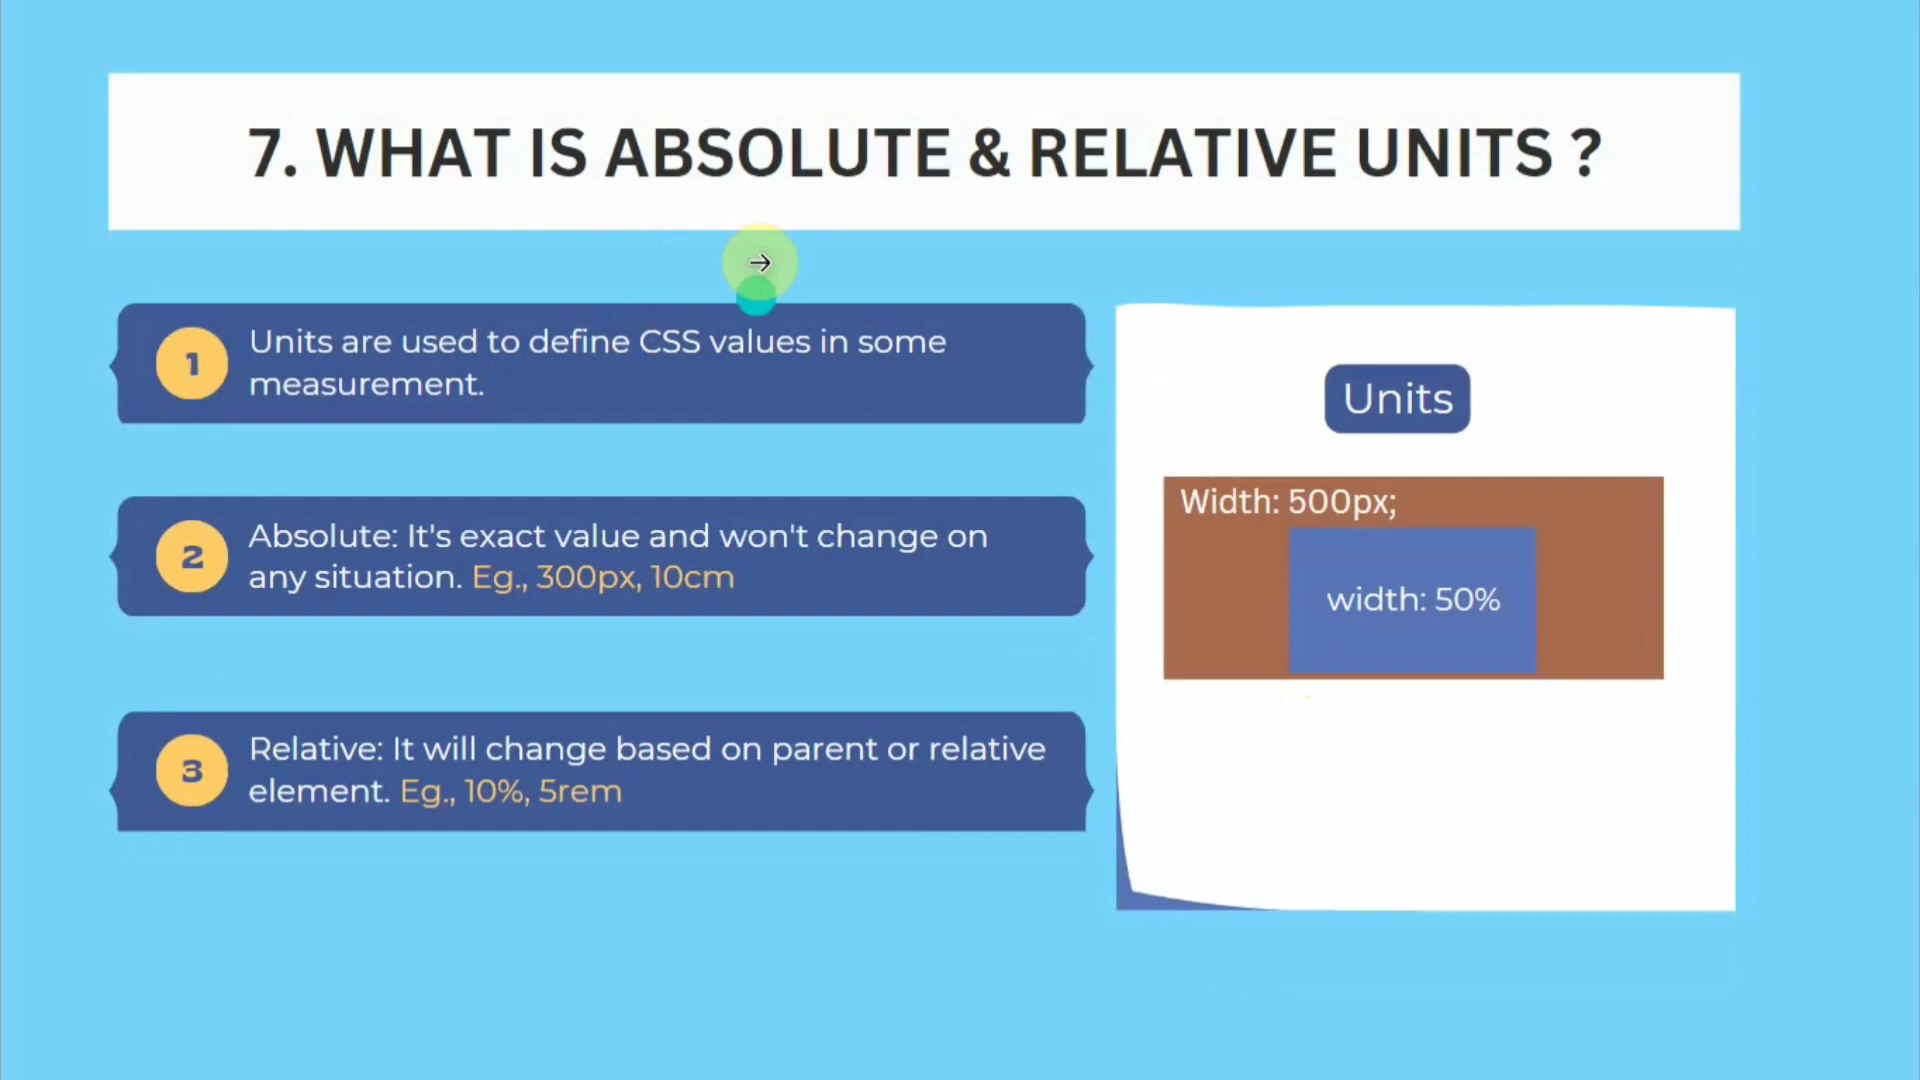 7. WHAT IS ABSOLUTE & RELATIVE UNITS ?
1
Units are used to define CSS values in some
measurement.
2
Absolute: It's exact value and won't change on
any situation. Eg., 300px, 10cm
3
Relative: It will change based on parent or relative
element. Eg., 10%, 5rem
Units
Width: 500px;
width: 50%